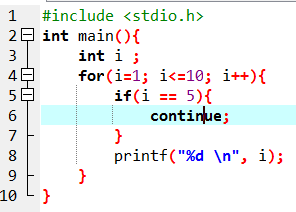 1 #include <stdio.h>
2 int main(){
3 int i ;
4 for(i=1; i<=10; i++){
5 if(i == 5){
6 continue;
7 }
8 printf("%d \n", i);
9 }
10 }